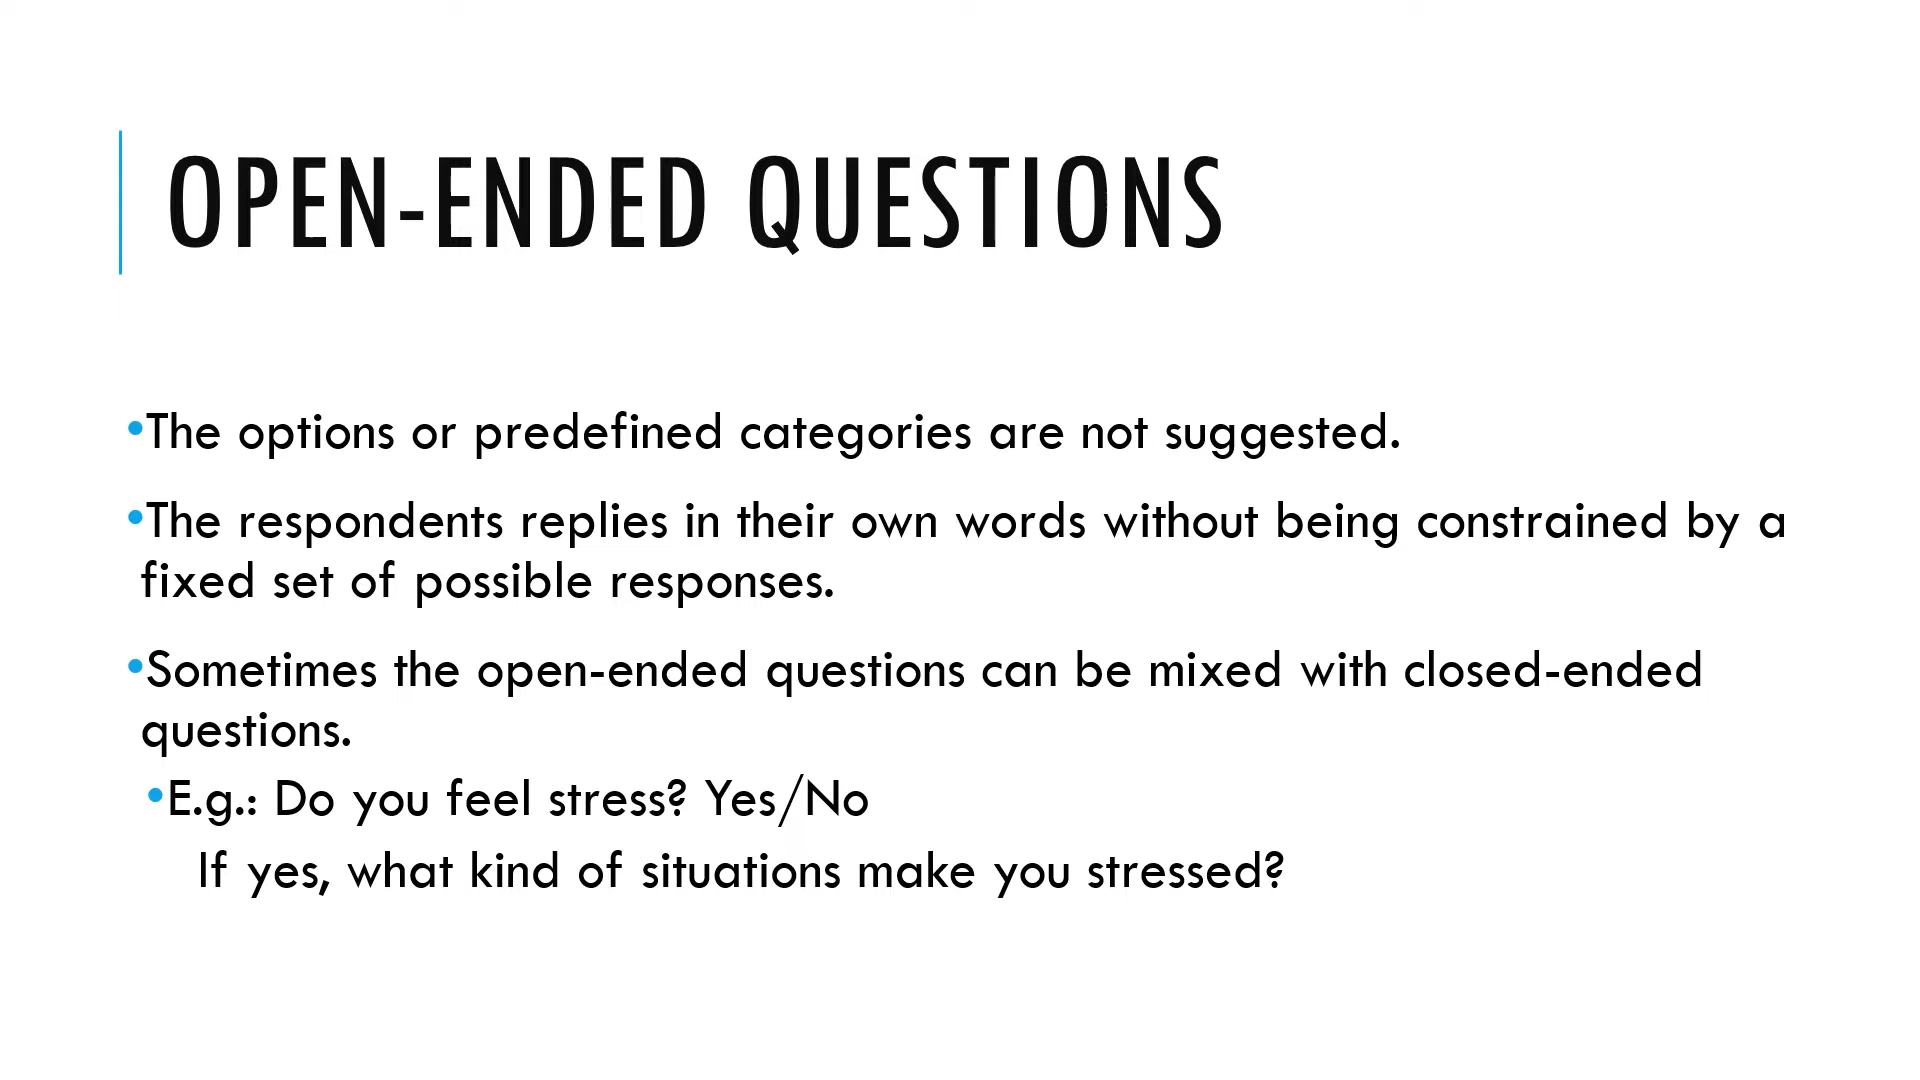 OPEN-ENDED QUESTIONS
•The options or predefined categories are not suggested.
•The respondents replies in their own words without being constrained by a
fixed set of possible responses.
•Sometimes the open-ended questions can be mixed with closed-ended
questions.
•E.g.: Do you feel stress? Yes/No
If yes, what kind of situations make you stressed?